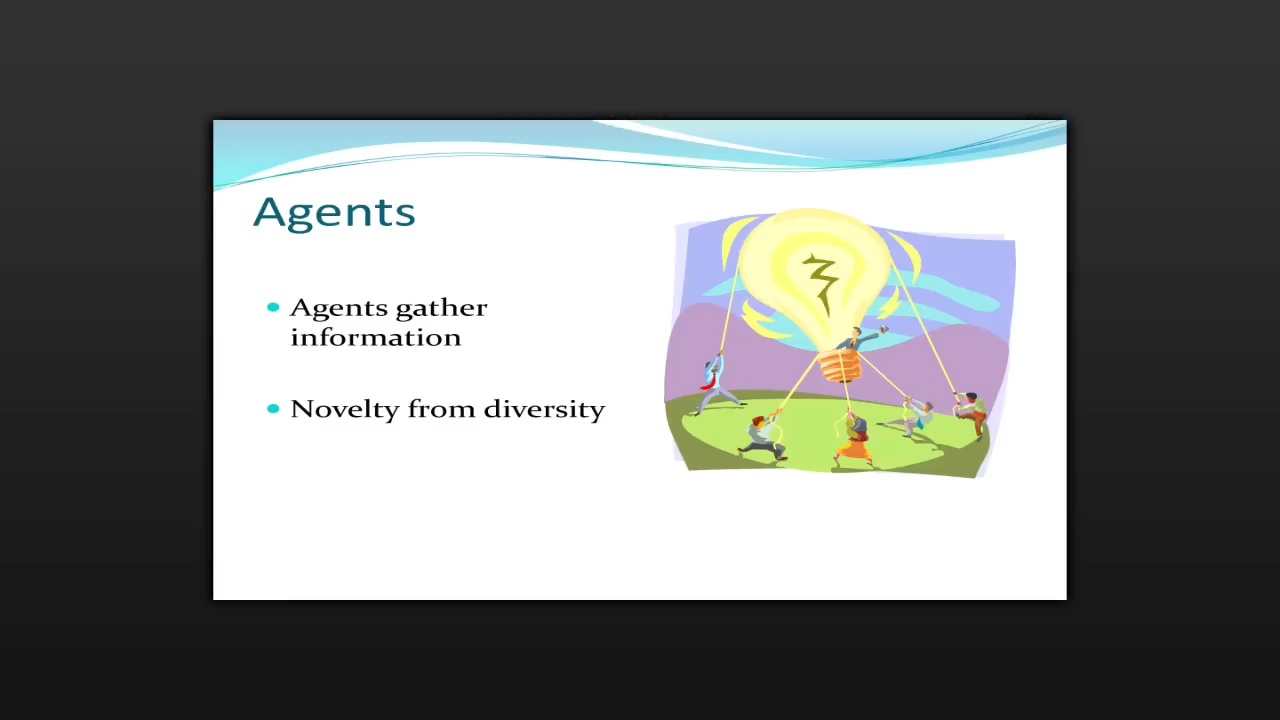 Agents
Agents gather
information
Novelty from diversity